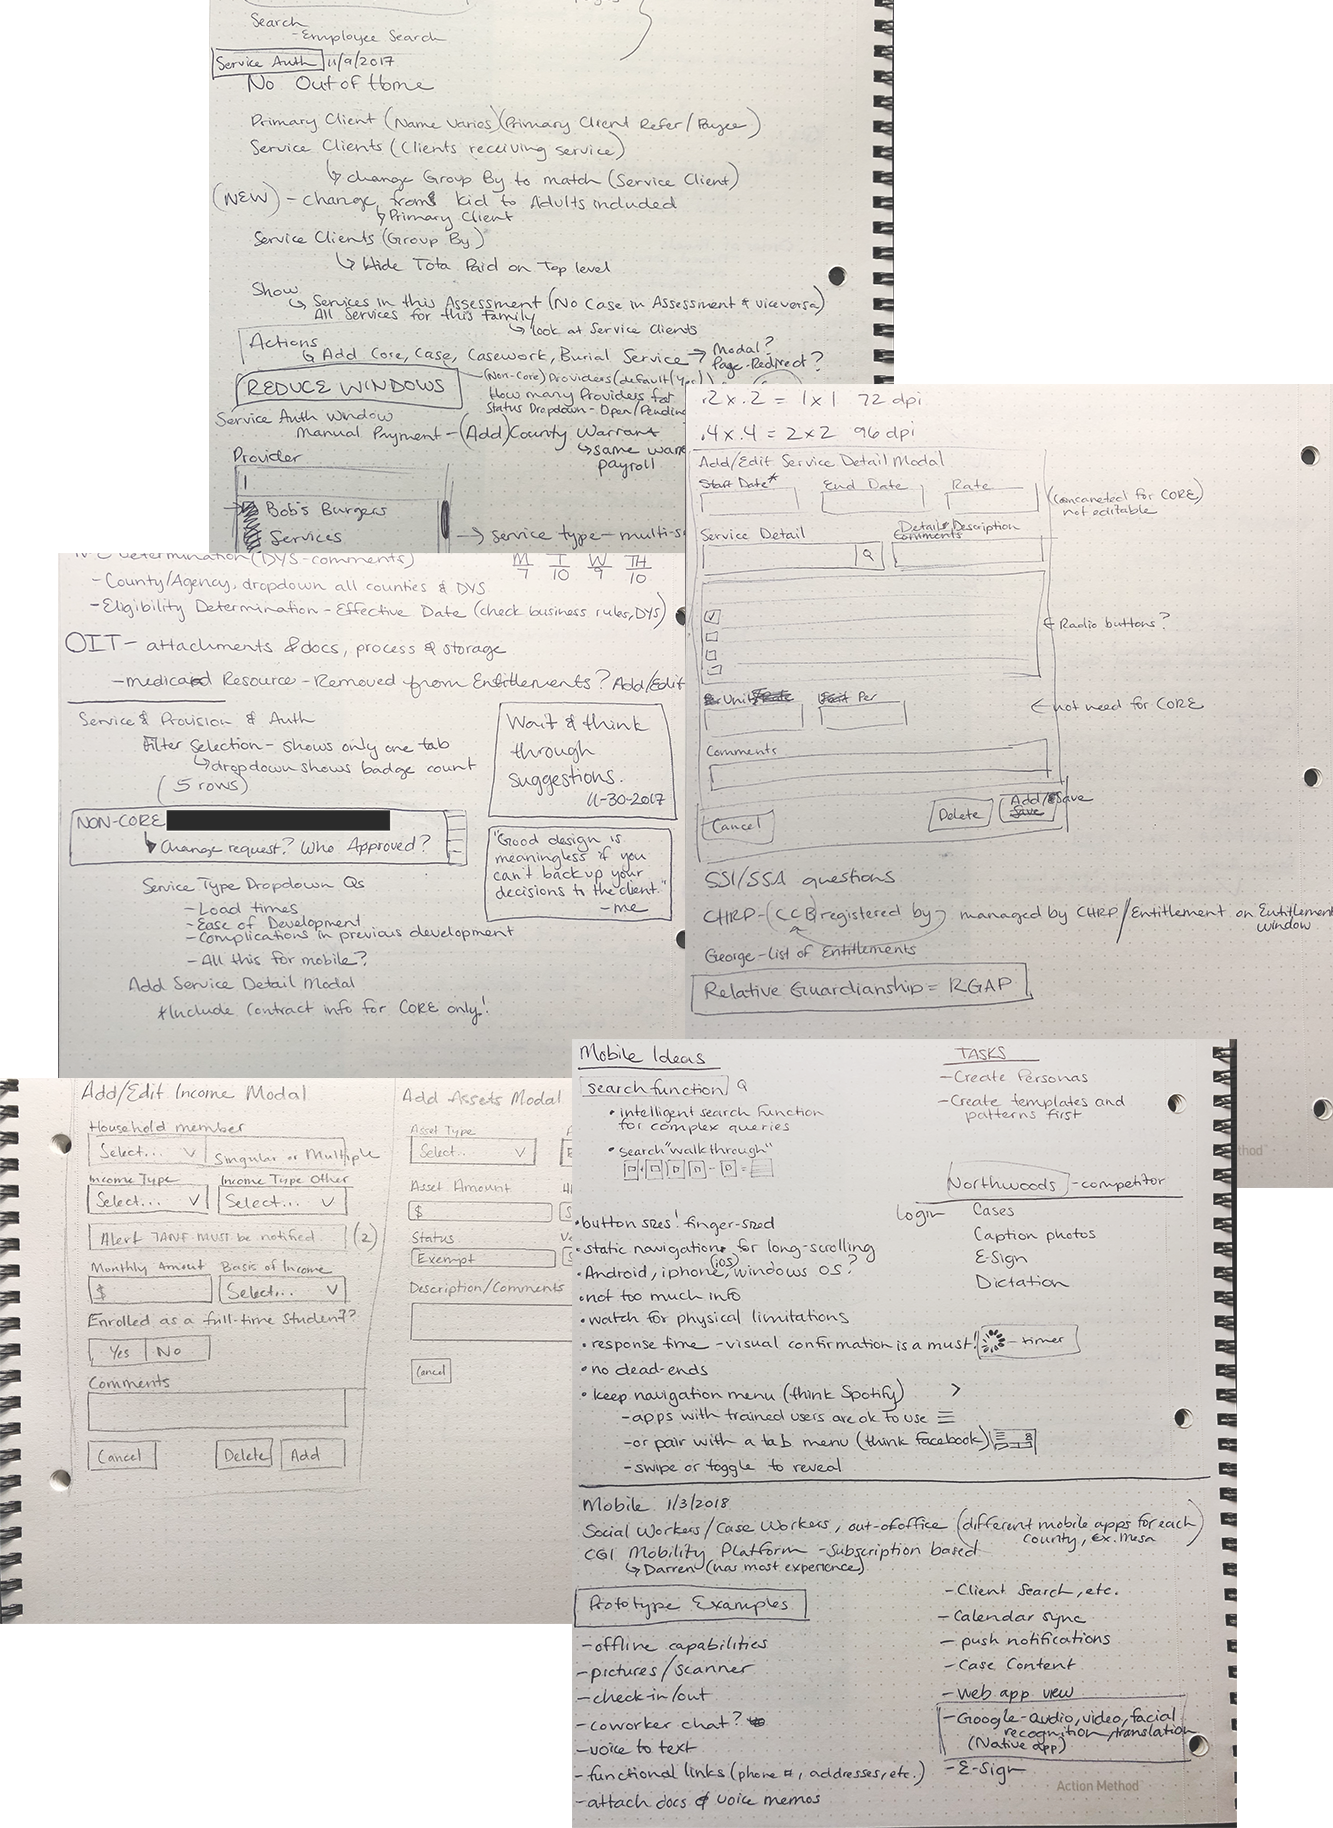 Search
-Employee Search
Service Auth 11/9/2017
No Out of Home
Primary Client (Name Varies) (Primary Client Refer/Payee)
Service Clients (Clients receiving service)
↳ change Group By to match (Service Client)
(NEW) - change from kid to Adults included
↳ Primary Client
Service Clients (Group By)
↳ Hide Tota Paid on Top level
Show
↳ Services in this Assessment (No Case in Assessment & viceversa)
All Services for this family
↳ look at Service Clients
Actions
↳ Add Core, Case, Casework, Burial Service → Modal?
Page-Redirect?
REDUCE WINDOWS
(Non-Core) Providers (default (Yes))
How many Providers for
Status Dropdown - Open/Pending
Service Auth Window
Manual Payment - (Add) County Warrant
↳ same
payroll
Provider
Bob's Burgers
Services
→ Service type - multi-s
.2x.2 = 1x1 72 dpi
.4x.4 = 2x2 96 dpi
Add/Edit Service Detail Modal
Start Date* End Date Rate
(concaneted for CORE)
not editable
Service Detail Details Description
Comments
← Radio buttons?
Unit Per
← not need for CORE
Comments
Cancel Delete Add/Save
Save
SSI/SSA questions
CHRP-(CCB) registered by managed by CHRP/Entitlement on Entitlement
window
George - list of Entitlements
Relative Guardianship = RGAP
Determination (DYS-comments)
M T W TH
7 10 9 10
-County/Agency, dropdown all counties & DYS
-Eligibility Determination - Effective Date (check business rules, DYS)
OIT - attachments & docs, process & storage
-medicaid Resource - Removed from Entitlements? Add/Edit
Service & Provision & Auth
Filter Selection - shows only one tab
↳ dropdown shows badge count
(5 rows)
NON-CORE
↳ Change request? Who Approved?
Service Type Dropdown Qs
- Load times
- Ease of Development
- Complications in previous development
- All this for mobile?
Add Service Detail Modal
*Include Contract info for CORE only!
Wait & think
through
suggestions.
11-30-2017
"Good design is
meaningless if you
can't back up your
decisions to the client."
-me
Add/Edit Income Modal
Household member
Select... Singular or Multiple
Income Type Income Type Other
Select... Select...
Alert TANF MUST be notified. (2)
Monthly Amount Basis of Income
$ Select...
Enrolled as a full-time student??
Yes No
Comments
Cancel Delete Add
Add Assets Modal
Asset Type
Select..
Asset Amount
$
Status
Exempt
Description/Comments
Cancel
Mobile Ideas
search function
• intelligent search function
for complex queries
• search "walk through"
• button sizes! finger-sized
• static navigation for long-scrolling
• Android, iphone, (iOS) windows OS?
• not too much info
• watch for physical limitations
• response time - visual confirmation is a must! - timer
• no dead-ends
• keep navigation menu (think Spotify) >
- apps with trained users are ok to use ☰
- or pair with a tab menu (think facebook)
- swipe or toggle to reveal
TASKS
- Create Personas
- Create templates and
patterns first
Northwoods - competitor
Login Cases
Caption photos
E-Sign
Dictation
Mobile 1/3/2018
Social Workers/Case Workers, out-of-office (different mobile apps for each
county, Ex. Mesa)
CGI Mobility Platform - subscription based
↳ Darren (has most experience)
Prototype Examples
- offline capabilities
- pictures/scanner
- check-in/out
- coworker chat?
- voice to text
- functional links (phone #, addresses, etc.)
- attach docs & voice memos
- Client Search, etc.
- Calendar sync
- push notifications
- Case Content
- Web app view
- Google - audio, video, facial
recognition, translation
(Native app)
- E-Sign
Action Method
thod